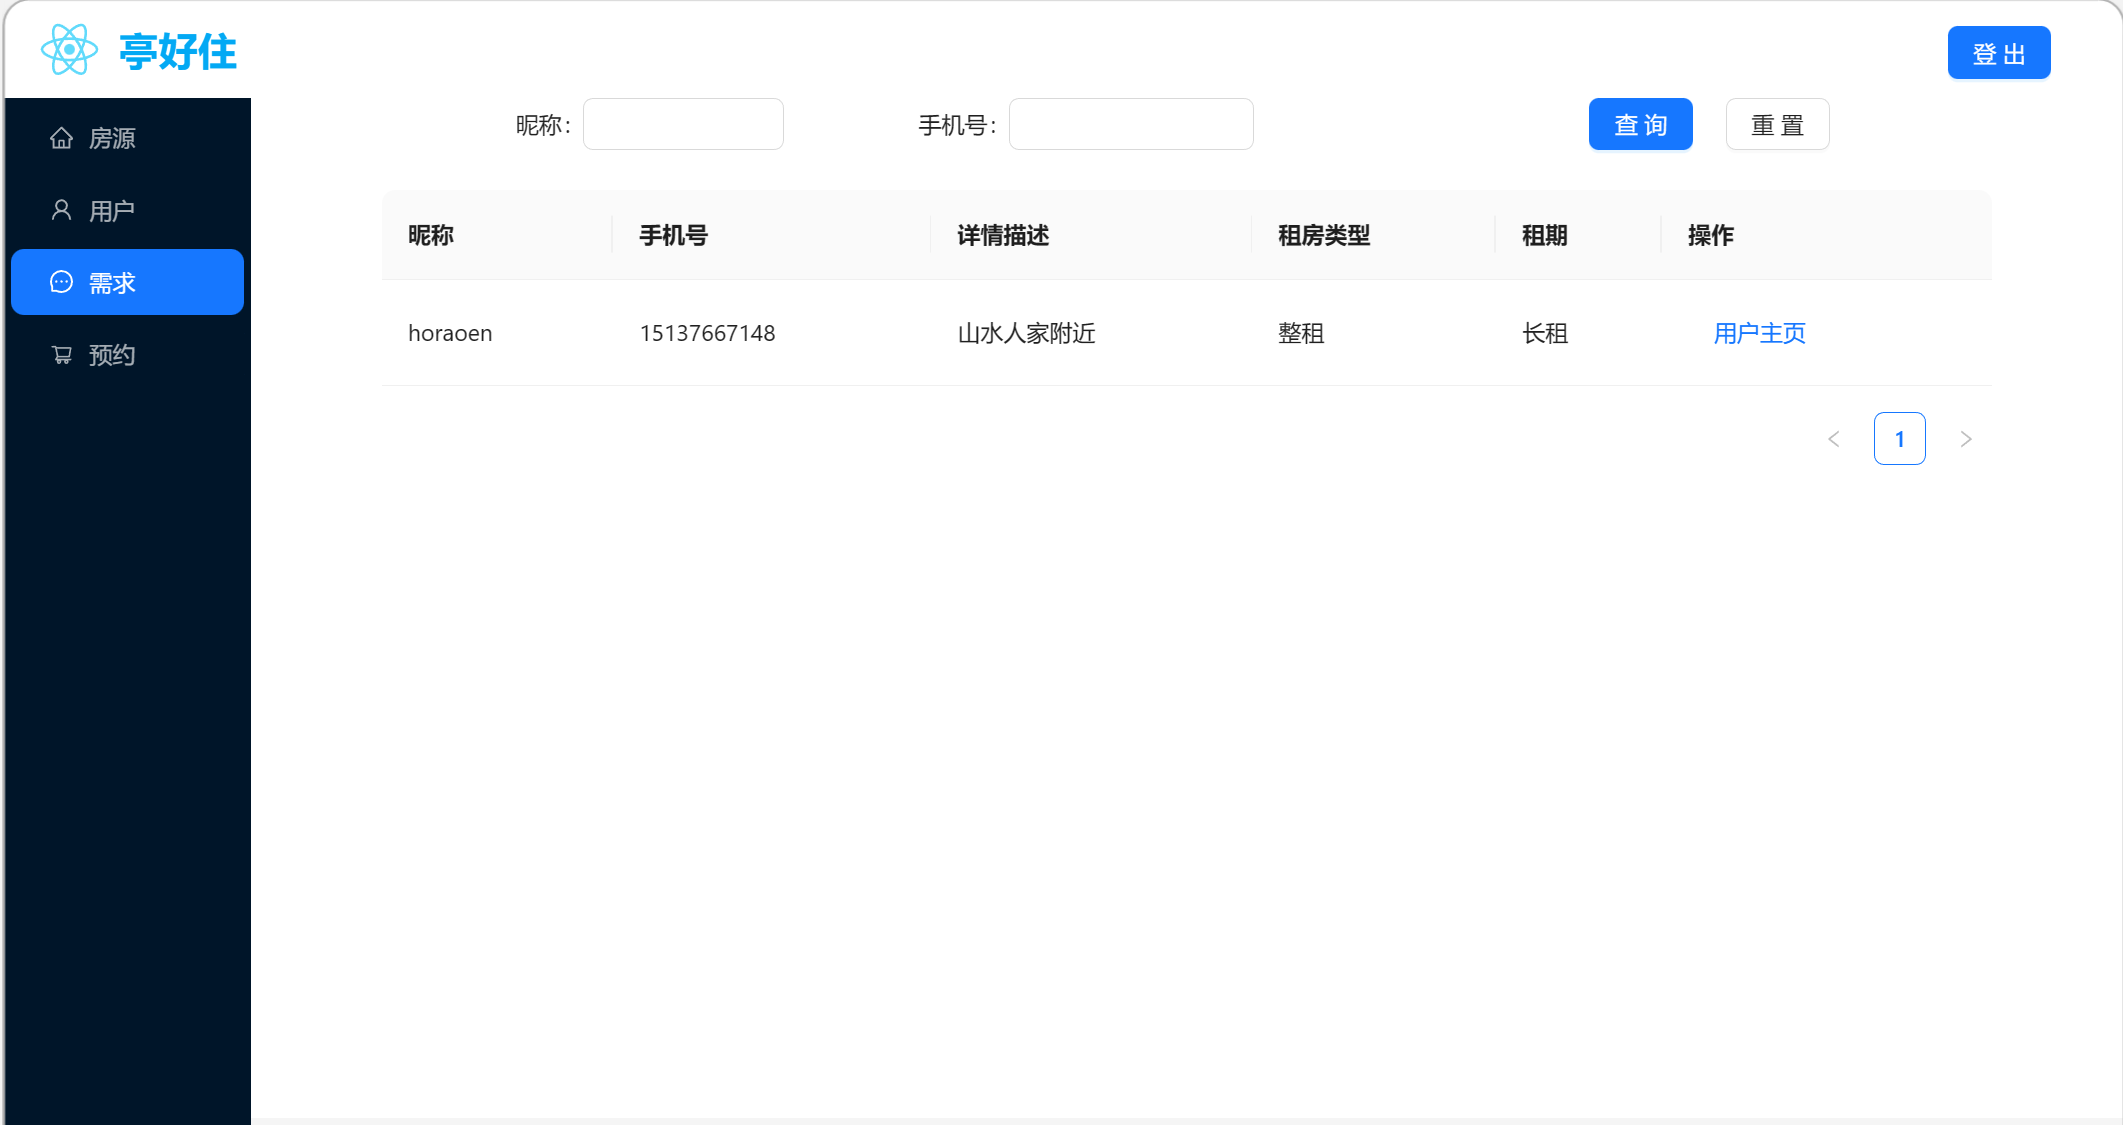 亭好住
登出
房源
用户
需求
预约
昵称: 手机号: 查询 重置
昵称 手机号 详情描述 租房类型 租期 操作
horaoen 15137667148 山水人家附近 整租 长租 用户主页
1